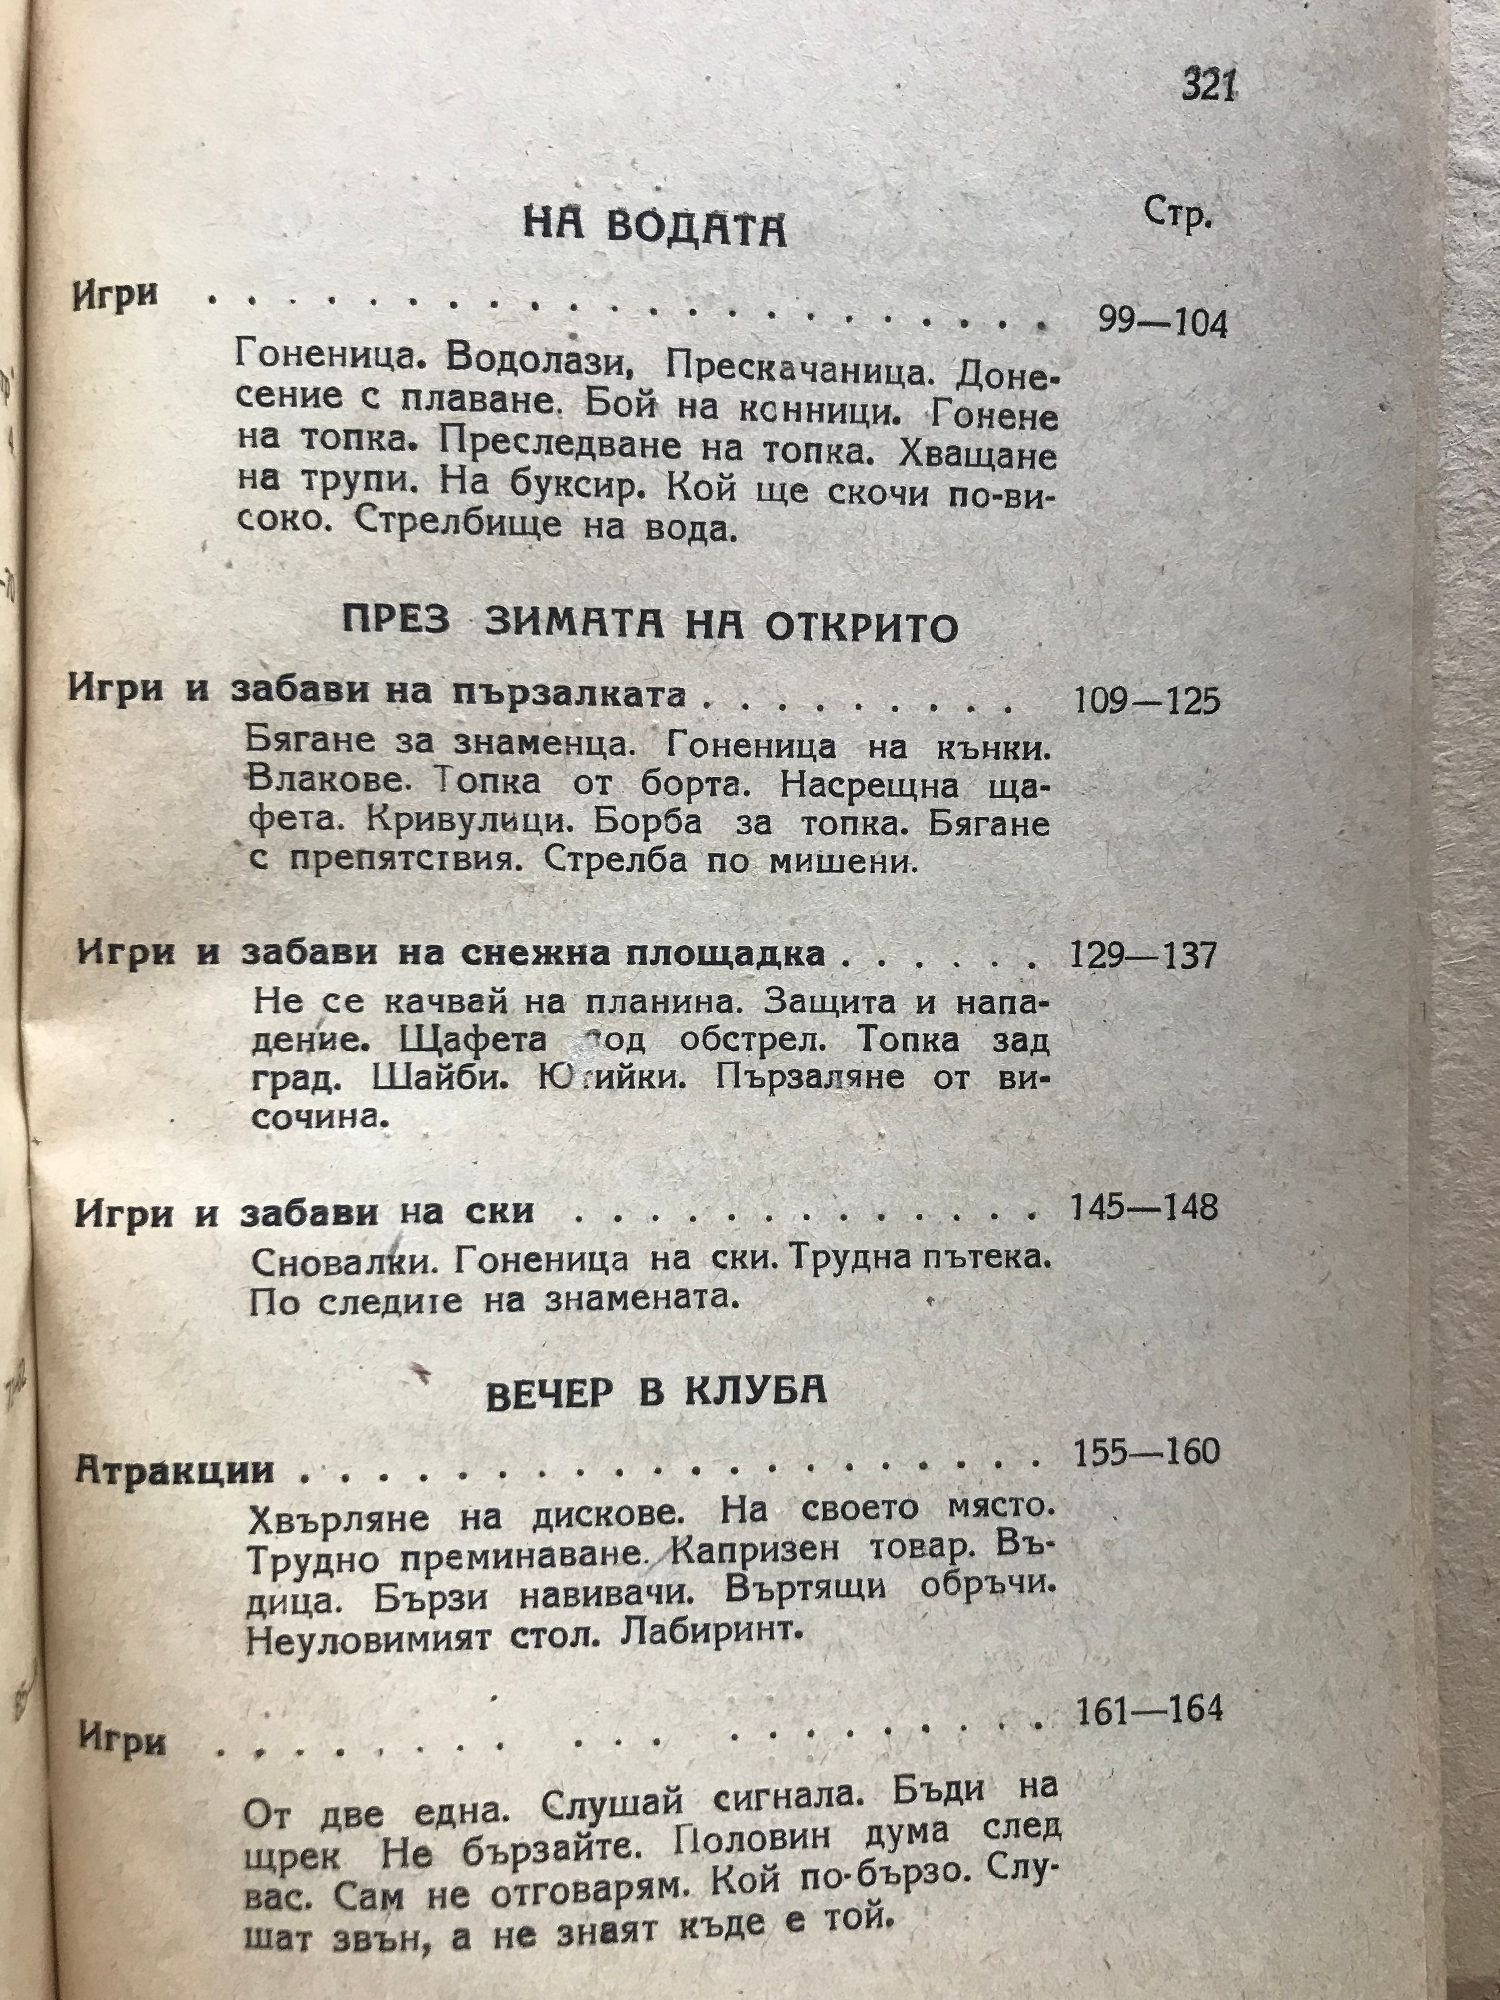 321
НА ВОДАТА Стр.
Игри . . . . . . . . . . . . . . . . . . . . . . 99—104
Гоненица. Водолази, Прескачаница. Доне-
сение с плаване. Бой на конници. Гонене
на топка. Преследване на топка. Хващане
на трупи. На буксир. Кой ще скочи по-ви-
соко. Стрелбище на вода.
ПРЕЗ ЗИМАТА НА ОТКРИТО
Игри и забави на пързалката . . . . . . . . . 109—125
Бягане за знаменца. Гоненица на кънки.
Влакове. Топка от борта. Насрещна ща-
фета. Кривулици. Борба за топка. Бягане
с препятствия. Стрелба по мишени.
Игри и забави на снежна площадка . . . . . . 129—137
Не се качвай на планина. Защита и напа-
дение. Щафета под обстрел. Топка зад
град. Шайби. Пързаляне от ви-
сочина.
Игри и забави на ски . . . . . . . . . . . . . 145—148
Сновалки. Гоненица на ски. Трудна пътека.
По следите на знамената.
ВЕЧЕР В КЛУБА
Атракции . . . . . . . . . . . . . . . . . . . 155—160
Хвърляне на дискове. На своето място.
Трудно преминаване. Капризен товар. Въ-
дица. Бързи навивачи. Въртящи обръчи.
Неуловимият стол. Лабиринт.
Игри . . . . . . . . . . . . . . . . . . . 161—164
От две една. Слушай сигнала. Бъди на
щрек Не бързайте. Половин дума след
вас. Сам не отговарям. Кой по-бързо. Слу-
шат звън, а не знаят къде е той.